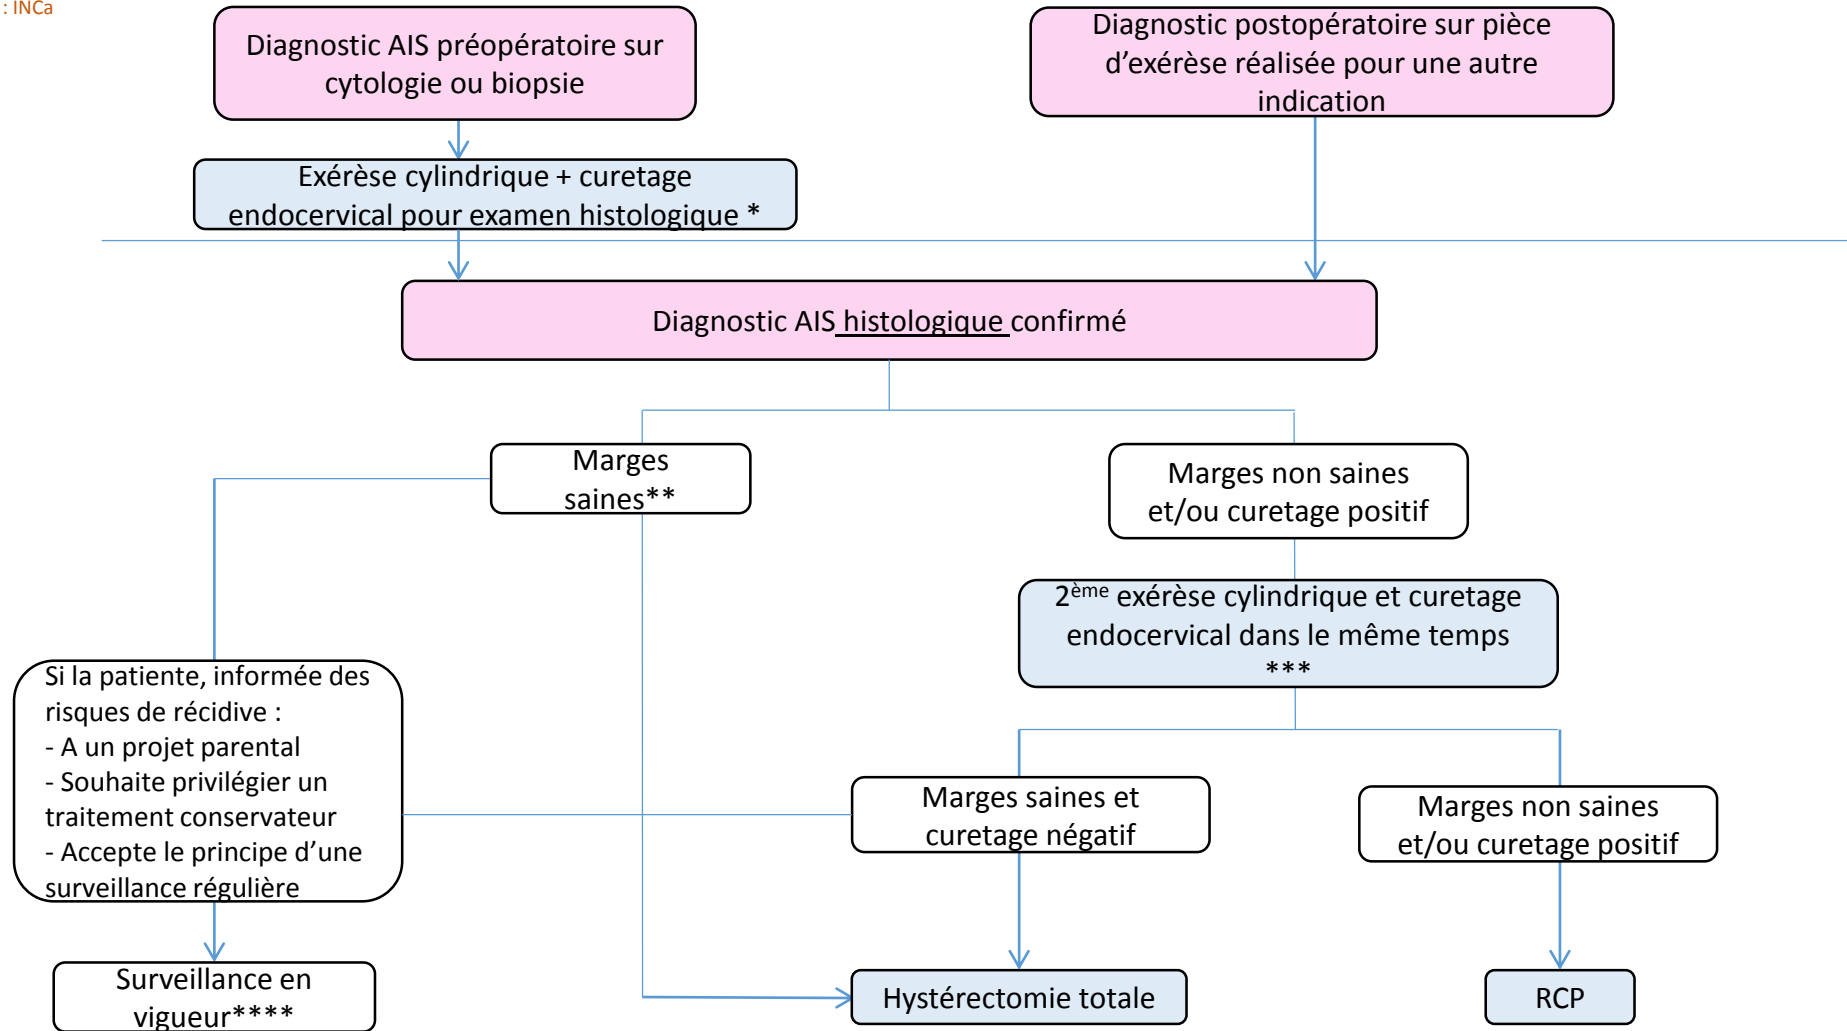 : INCa
Diagnostic AIS préopératoire sur
cytologie ou biopsie
Diagnostic postopératoire sur pièce
d’exérèse réalisée pour une autre
indication
Exérèse cylindrique + curetage
endocervical pour examen histologique *
Diagnostic AIS histologique confirmé
Marges
saines**
Marges non saines
et/ou curetage positif
2ème exérèse cylindrique et curetage
endocervical dans le même temps
***
Si la patiente, informée des
risques de récidive :
- A un projet parental
- Souhaite privilégier un
traitement conservateur
- Accepte le principe d’une
surveillance régulière
Marges saines et
curetage négatif
Marges non saines
et/ou curetage positif
Surveillance en
vigueur****
Hystérectomie totale
RCP